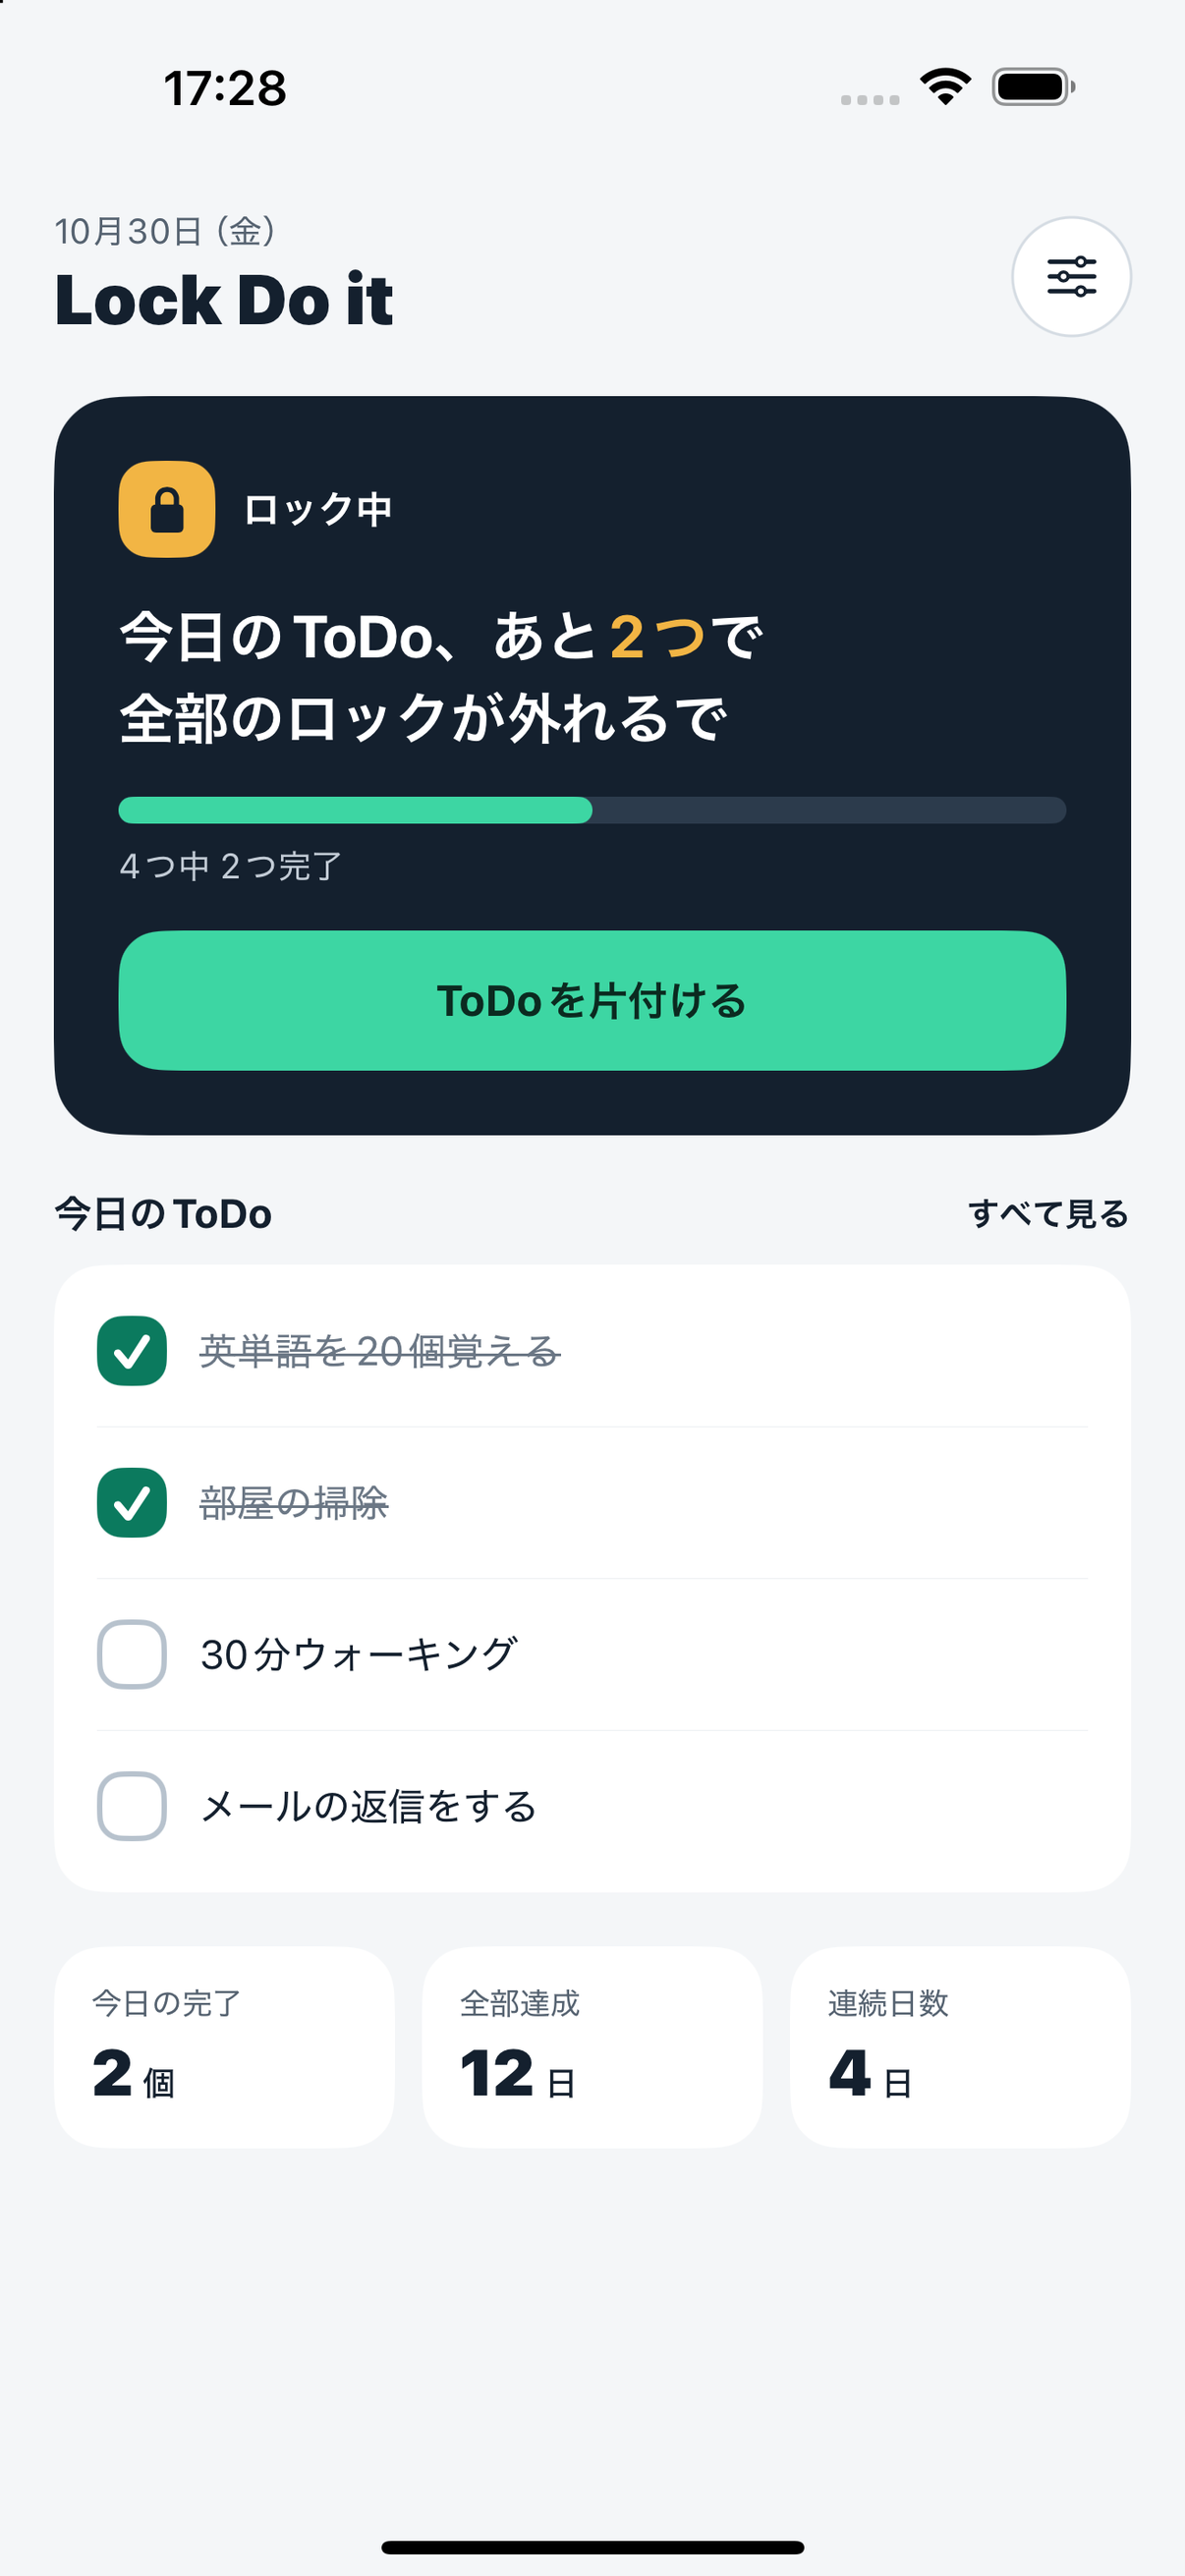 17:28
10月30日（金）
Lock Do it
ロック中
今日の ToDo、あと 2 つで
全部のロックが外れるで
4 つ中 2 つ完了
ToDo を片付ける
今日の ToDo
すべて見る
英単語を 20 個覚える
部屋の掃除
30 分ウォーキング
メールの返信をする
今日の完了
2 個
全部達成
12 日
連続日数
4 日